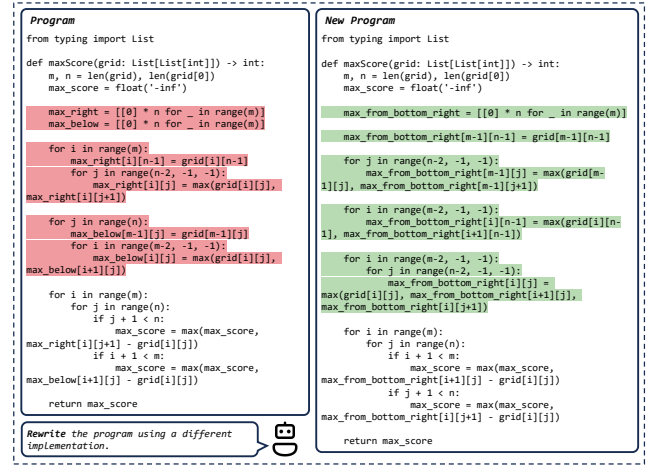 Program
from typing import List
def maxScore(grid: List[List[int]]) -> int:
    m, n = len(grid), len(grid[0])
    max_score = float('-inf')
    max_right = [[0] * n for _ in range(m)]
    max_below = [[0] * n for _ in range(m)]
    for i in range(m):
        max_right[i][n-1] = grid[i][n-1]
        for j in range(n-2, -1, -1):
            max_right[i][j] = max(grid[i][j],
max_right[i][j+1])
    for j in range(n):
        max_below[m-1][j] = grid[m-1][j]
        for i in range(m-2, -1, -1):
            max_below[i][j] = max(grid[i][j],
max_below[i+1][j])
    for i in range(m):
        for j in range(n):
            if j + 1 < n:
                max_score = max(max_score,
max_right[i][j+1] - grid[i][j])
            if i + 1 < m:
                max_score = max(max_score,
max_below[i+1][j] - grid[i][j])
    return max_score
Rewrite the program using a different
implementation.
New Program
from typing import List
def maxScore(grid: List[List[int]]) -> int:
    m, n = len(grid), len(grid[0])
    max_score = float('-inf')
    max_from_bottom_right = [[0] * n for _ in range(m)]
    max_from_bottom_right[m-1][n-1] = grid[m-1][n-1]
    for j in range(n-2, -1, -1):
        max_from_bottom_right[m-1][j] = max(grid[m-
1][j], max_from_bottom_right[m-1][j+1])
    for i in range(m-2, -1, -1):
        max_from_bottom_right[i][n-1] = max(grid[i][n-
1], max_from_bottom_right[i+1][n-1])
    for i in range(m-2, -1, -1):
        for j in range(n-2, -1, -1):
            max_from_bottom_right[i][j] =
max(grid[i][j], max_from_bottom_right[i+1][j],
max_from_bottom_right[i][j+1])
    for i in range(m):
        for j in range(n):
            if i + 1 < m:
                max_score = max(max_score,
max_from_bottom_right[i+1][j] - grid[i][j])
            if j + 1 < n:
                max_score = max(max_score,
max_from_bottom_right[i][j+1] - grid[i][j])
    return max_score